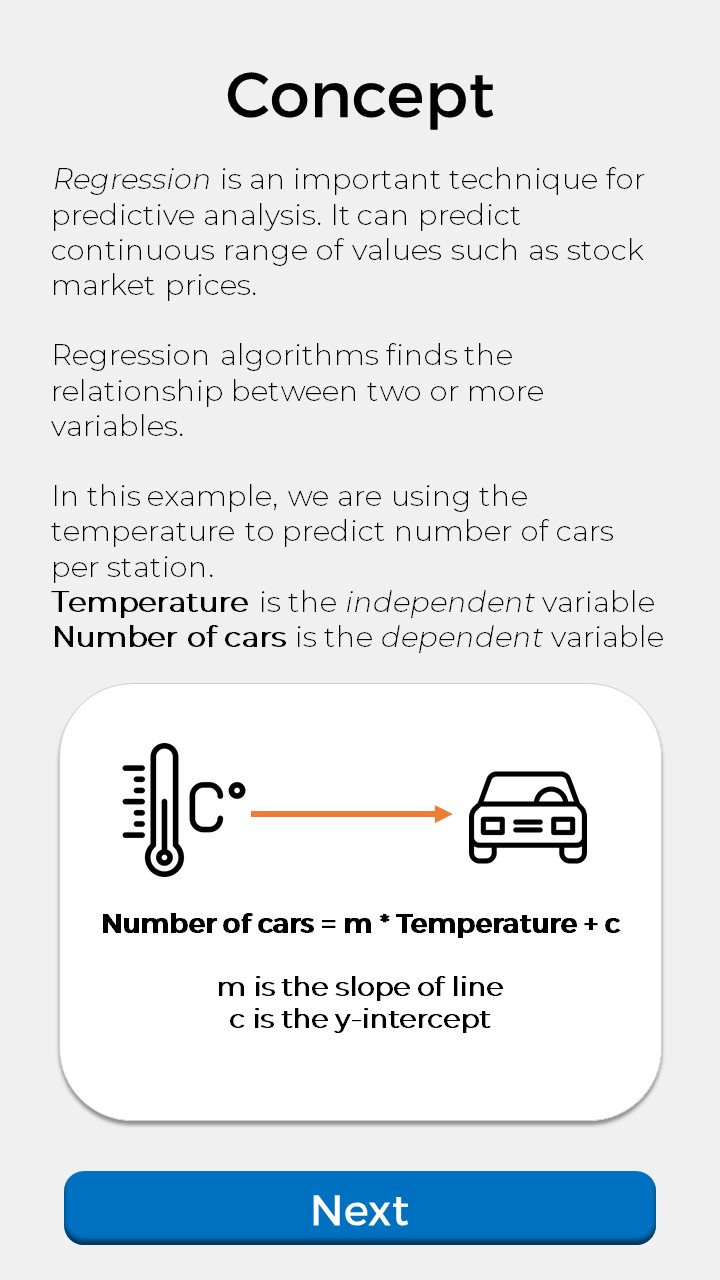 Concept
Regression is an important technique for
predictive analysis. It can predict
continuous range of values such as stock
market prices.
Regression algorithms finds the
relationship between two or more
variables.
In this example, we are using the
temperature to predict number of cars
per station.
Temperature is the independent variable
Number of cars is the dependent variable
C°
Number of cars = m * Temperature + c
m is the slope of line
c is the y-intercept
Next